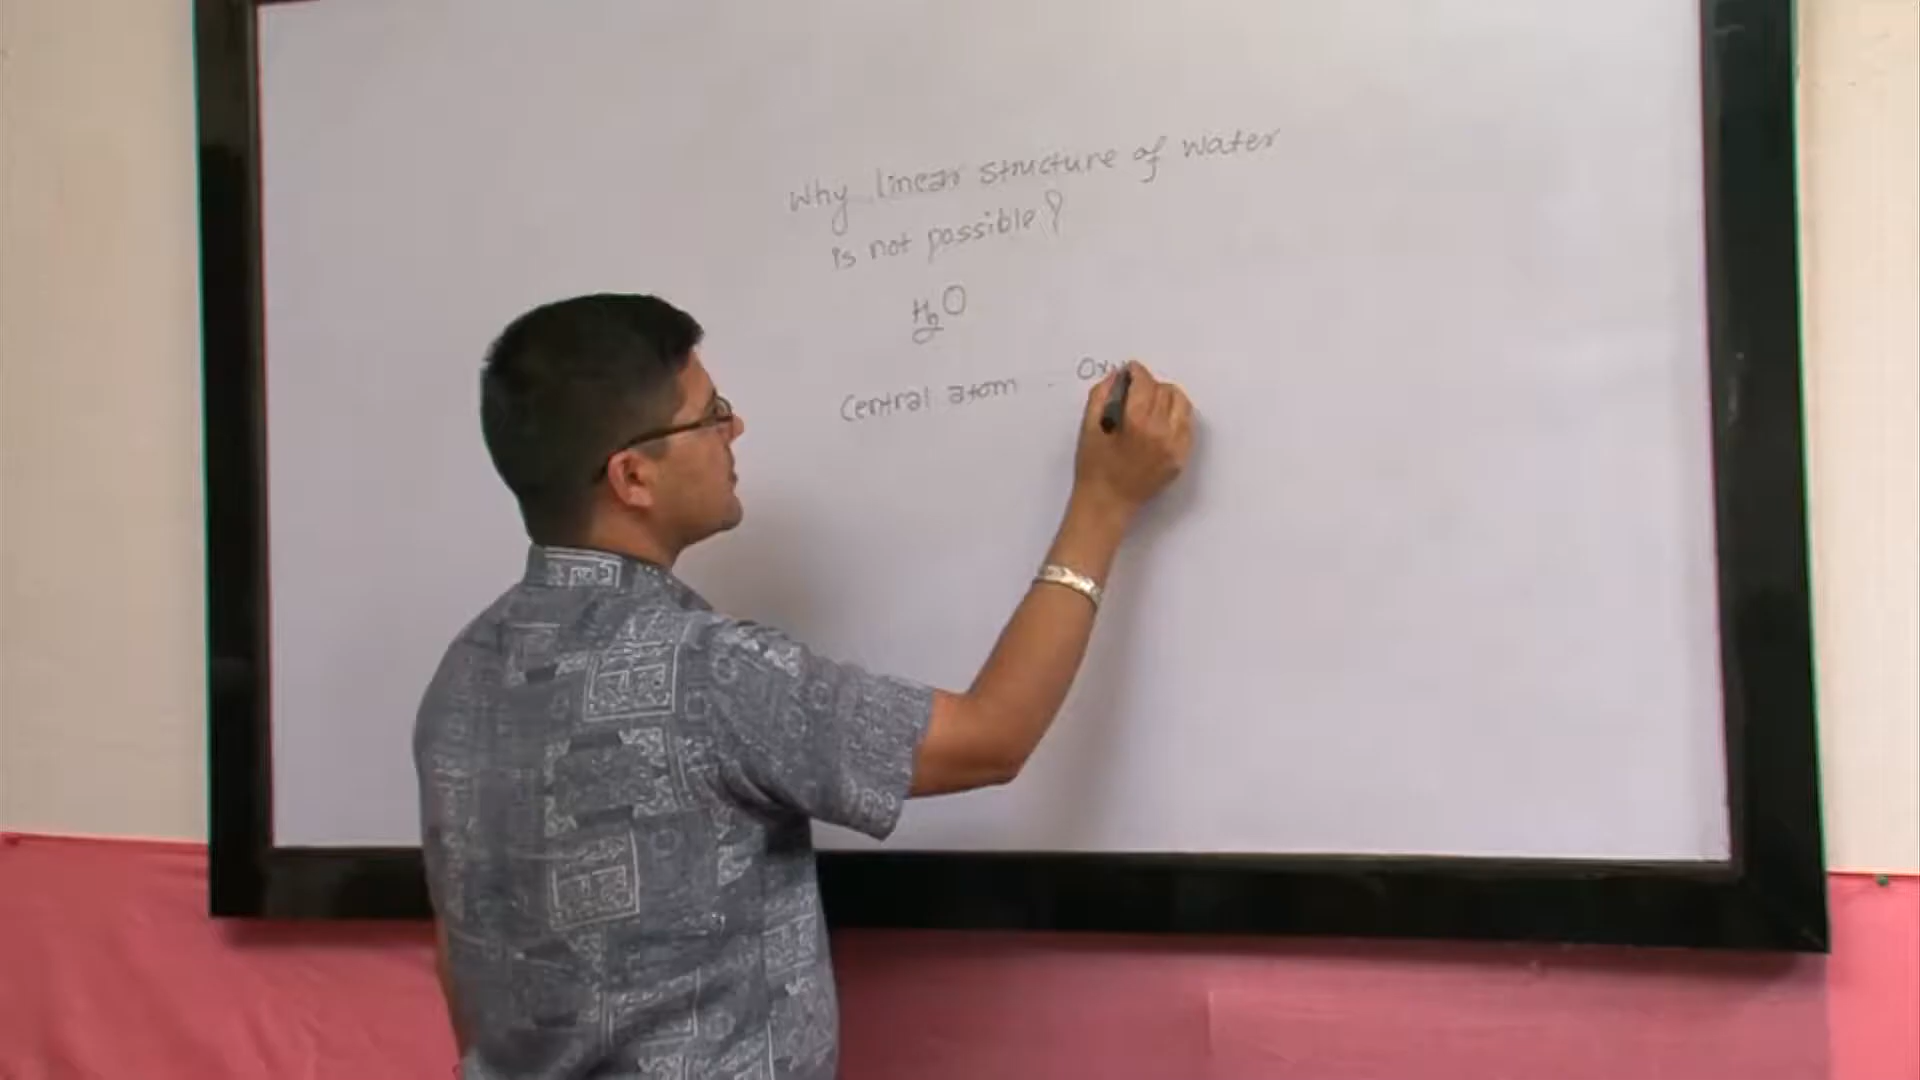 Why linear structure of water
is not possible?
H2O
Central atom - Oxy